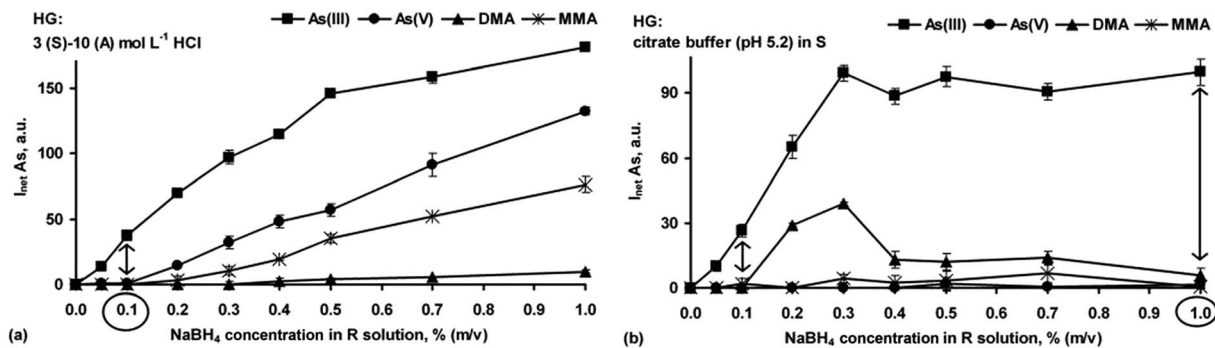 HG:
3 (S)-10 (A) mol L⁻¹ HCl
As(III) As(V) DMA MMA
I_net As, a.u.
150
100
50
0
0.0 0.1 0.2 0.3 0.4 0.5 0.6 0.7 0.8 0.9 1.0
NaBH₄ concentration in R solution, % (m/v)
(a)
HG:
citrate buffer (pH 5.2) in S
As(III) As(V) DMA MMA
I_net As, a.u.
90
60
30
0
0.0 0.1 0.2 0.3 0.4 0.5 0.6 0.7 0.8 0.9 1.0
NaBH₄ concentration in R solution, % (m/v)
(b)